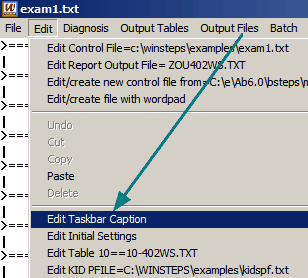 exam1.txt
File Edit Diagnosis Output Tables Output Files Batch
Edit Control File=c:\winsteps\examples\exam1.txt
Edit Report Output File= ZOU402WS.TXT
Edit/create new control file from=C:\e\Ab6.0\bsteps\m
Edit/create file with wordpad
Undo
Cut
Copy
Paste
Delete
Edit Taskbar Caption
Edit Initial Settings
Edit Table 10==10-402WS.TXT
Edit KID PFILE=C:\WINSTEPS\examples\kidspf.txt